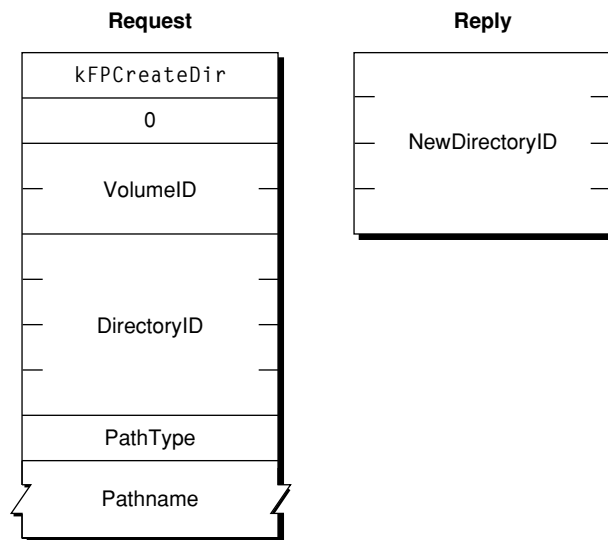 Request
kFPCreateDir
0
VolumeID
DirectoryID
PathType
Pathname
Reply
NewDirectoryID